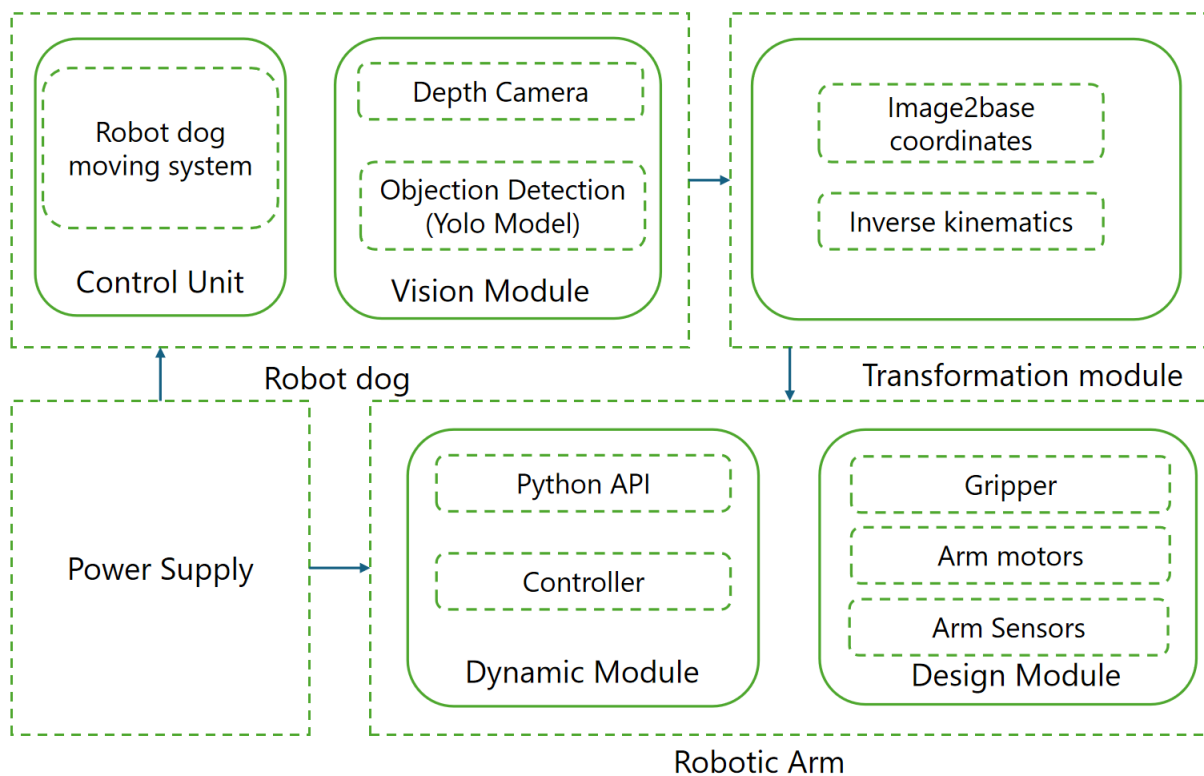 Robot dog
moving system
Control Unit
Depth Camera
Objection Detection
(Yolo Model)
Vision Module
Robot dog
Image2base
coordinates
Inverse kinematics
Transformation module
Power Supply
Python API
Controller
Dynamic Module
Gripper
Arm motors
Arm Sensors
Design Module
Robotic Arm